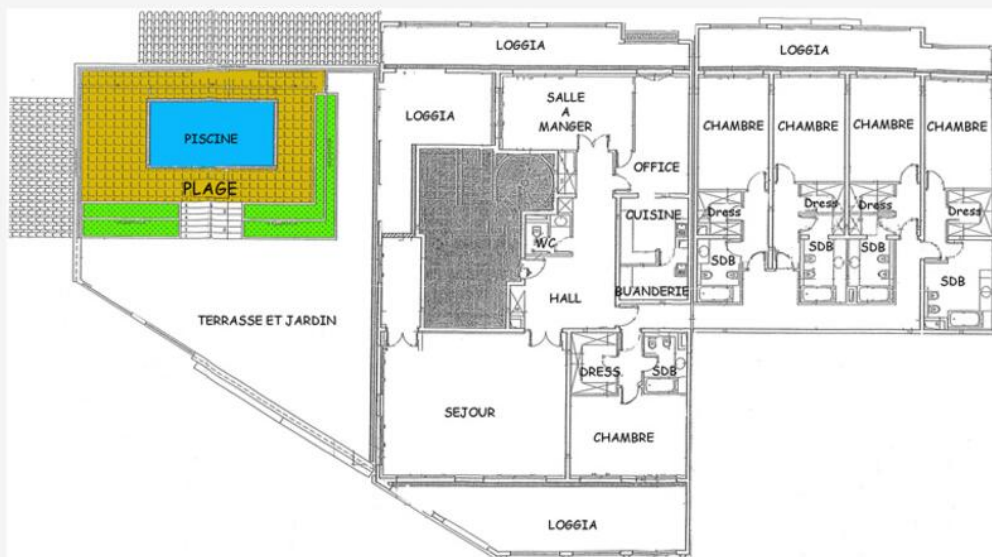 LOGGIA
LOGGIA
LOGGIA
SALLE
A
MANGER
PISCINE
PLAGE
CHAMBRE
CHAMBRE
CHAMBRE
CHAMBRE
OFFICE
CUISINE
WC
Dress
Dress
Dress
Dress
SDB
SDB
SDB
SDB
BUANDERIE
HALL
TERRASSE ET JARDIN
DRESS.
SDB
SEJOUR
CHAMBRE
LOGGIA